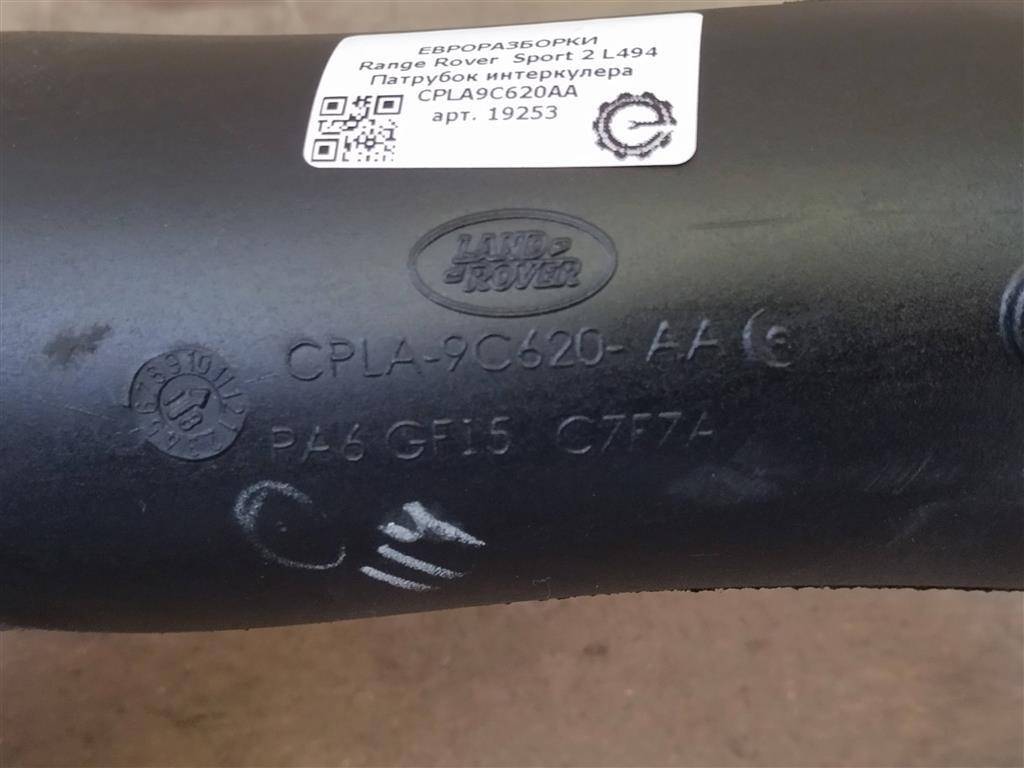 ЕВРОРАЗБОРКИ
Range Rover Sport 2 L494
Патрубок интеркулера
CPLA9C620AA
арт. 19253
LAND
ROVER
CPLA-9C620-AA
PA6 GF15 C7F7A